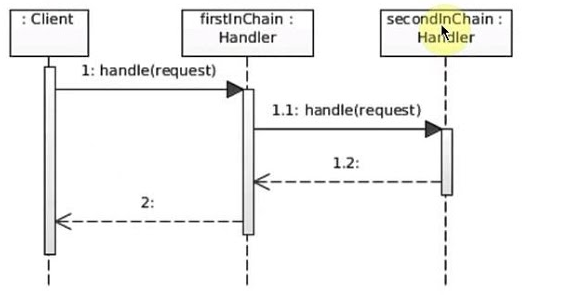 : Client
firstInChain :
Handler
secondInChain :
Handler
1: handle(request)
1.1: handle(request)
1.2:
2: